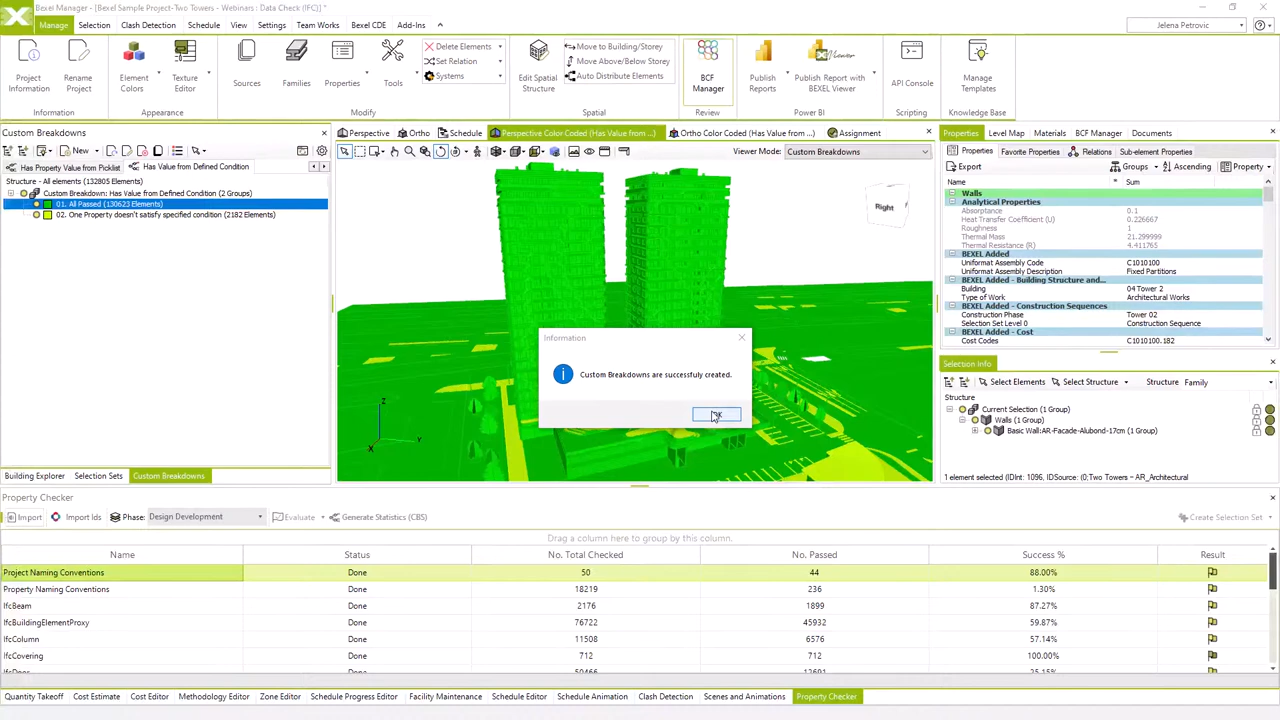 Bexel Manager - [Bexel Sample Project-Two Towers - Webinars : Data Check (IFC) ]*
Manage Selection Clash Detection Schedule View Settings Team Works Bexel CDE Add-Ins Jelena Petrovic
Project Information Rename Project Element Colors Texture Editor Sources Families Properties Tools Delete Elements Set Relation Systems Edit Spatial Structure Move to Building/Storey Move Above/Below Storey Auto Distribute Elements BCF Manager Publish Reports Publish Report with BEXEL Viewer API Console Manage Templates
Information Appearance Modify Spatial Review Power BI Scripting Knowledge Base
Custom Breakdowns
New
Has Property Value from Picklist Has Value from Defined Condition
Structure - All elements (132805 Elements)
Custom Breakdown: Has Value from Defined Condition (2 Groups)
01. All Passed (130623 Elements)
02. One Property doesn't satisfy specified condition (2182 Elements)
Building Explorer Selection Sets Custom Breakdowns
Perspective Ortho Schedule Perspective Color Coded (Has Value from ...) Ortho Color Coded (Has Value from ...) Assignment
Viewer Mode: Custom Breakdowns
Right
Z
Y
X
Information
Custom Breakdowns are successfuly created.
Properties Level Map Materials BCF Manager Documents
Properties Favorite Properties Relations Sub-element Properties
Export Groups Ascending Property
Name Sum
Walls
Analytical Properties
Absorptance 0.1
Heat Transfer Coefficient (U) 0.226667
Roughness 1
Thermal Mass 21.299999
Thermal Resistance (R) 4.411765
BEXEL Added
Uniformat Assembly Code C1010100
Uniformat Assembly Description Fixed Partitions
BEXEL Added - Building Structure and...
Building 04 Tower 2
Type of Work Architectural Works
BEXEL Added - Construction Sequences
Construction Phase Tower 02
Selection Set Level 0 Construction Sequence
BEXEL Added - Cost
Cost Codes C1010100.182
Selection Info
Select Elements Select Structure Structure Family
Structure
Current Selection (1 Group)
Walls (1 Group)
Basic Wall:AR-Facade-Alubond-17cm (1 Group)
1 element selected (IDInt: 1096, IDSource: (0;Two Towers – AR_Architectural
Property Checker
Import Import Ids Phase: Design Development Evaluate Generate Statistics (CBS) Create Selection Set
Drag a column here to group by this column.
Name Status No. Total Checked No. Passed Success % Result
Project Naming Conventions Done 50 44 88.00%
Property Naming Conventions Done 18219 236 1.30%
IfcBeam Done 2176 1899 87.27%
IfcBuildingElementProxy Done 76722 45932 59.87%
IfcColumn Done 11508 6576 57.14%
IfcCovering Done 712 712 100.00%
IfcDoor Done 50466 12691 25.15%
Quantity Takeoff Cost Estimate Cost Editor Methodology Editor Zone Editor Schedule Progress Editor Facility Maintenance Schedule Editor Schedule Animation Clash Detection Scenes and Animations Property Checker